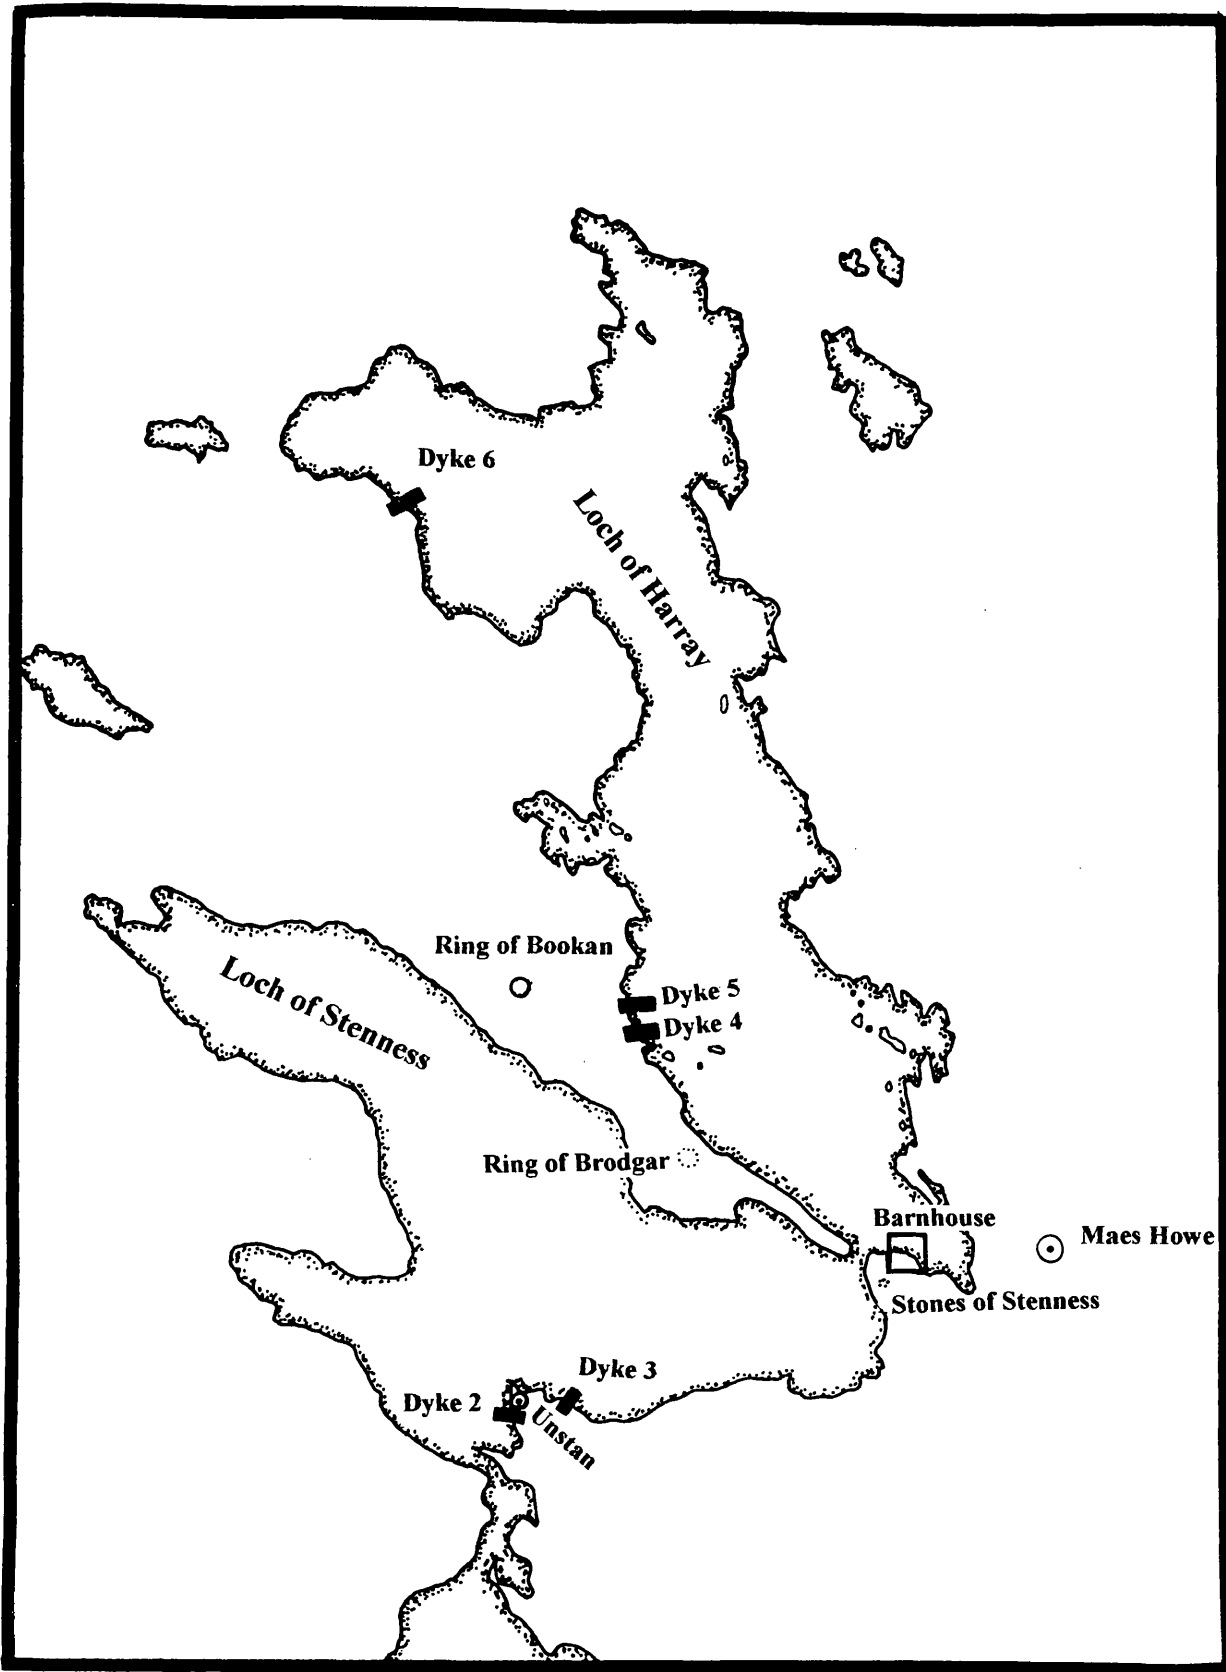 Dyke 6
Loch of Harray
Ring of Bookan
Loch of Stenness
Dyke 5
Dyke 4
Ring of Brodgar
Barnhouse
Maes Howe
Stones of Stenness
Dyke 3
Dyke 2
Unstan